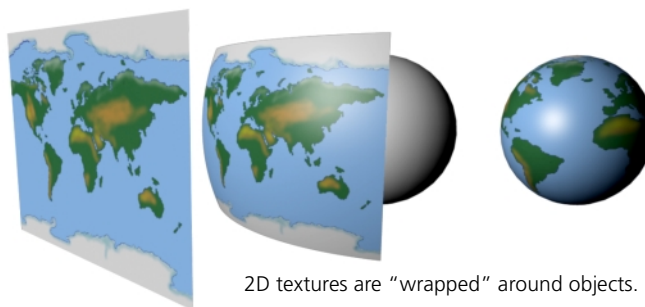 2D textures are “wrapped” around objects.